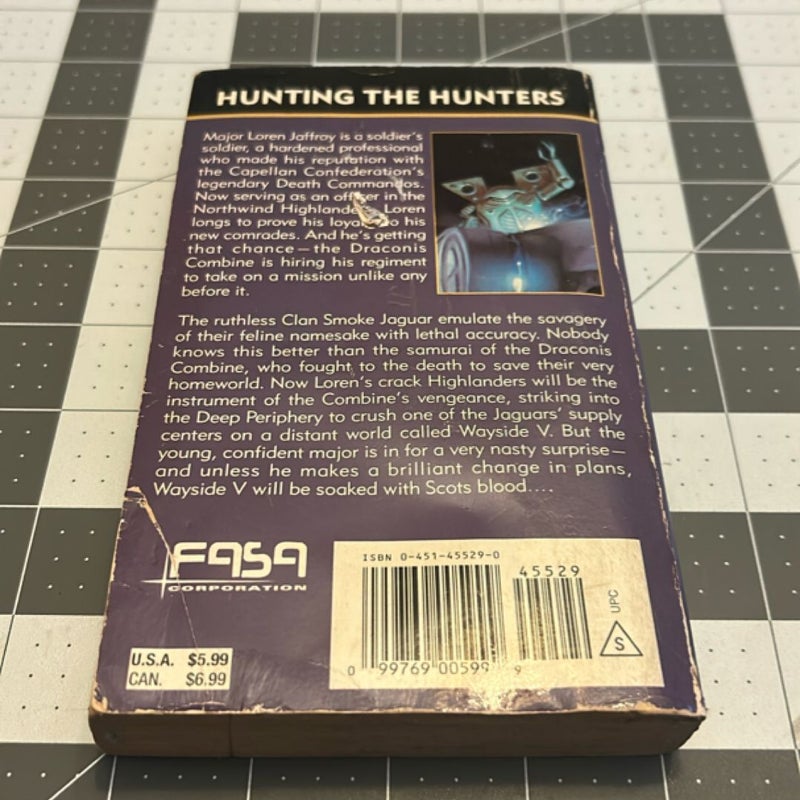 HUNTING THE HUNTERS
Major Loren Jaffray is a soldier's
soldier, a hardened professional
who made his reputation with
the Capellan Confederation's
legendary Death Commandos.
Now serving as an officer in the
Northwind Highlanders, Loren
longs to prove his loyalty to his
new comrades. And he's getting
that chance—the Draconis
Combine is hiring his regiment
to take on a mission unlike any
before it.
The ruthless Clan Smoke Jaguar emulate the savagery
of their feline namesake with lethal accuracy. Nobody
knows this better than the samurai of the Draconis
Combine, who fought to the death to save their very
homeworld. Now Loren's crack Highlanders will be the
instrument of the Combine's vengeance, striking into
the Deep Periphery to crush one of the Jaguars' supply
centers on a distant world called Wayside V. But the
young, confident major is in for a very nasty surprise—
and unless he makes a brilliant change in plans,
Wayside V will be soaked with Scots blood....
FASA
CORPORATION
ISBN 0-451-45529-0
45529
UPC
S
0 99769 00599 9
U.S.A. $5.99
CAN. $6.99